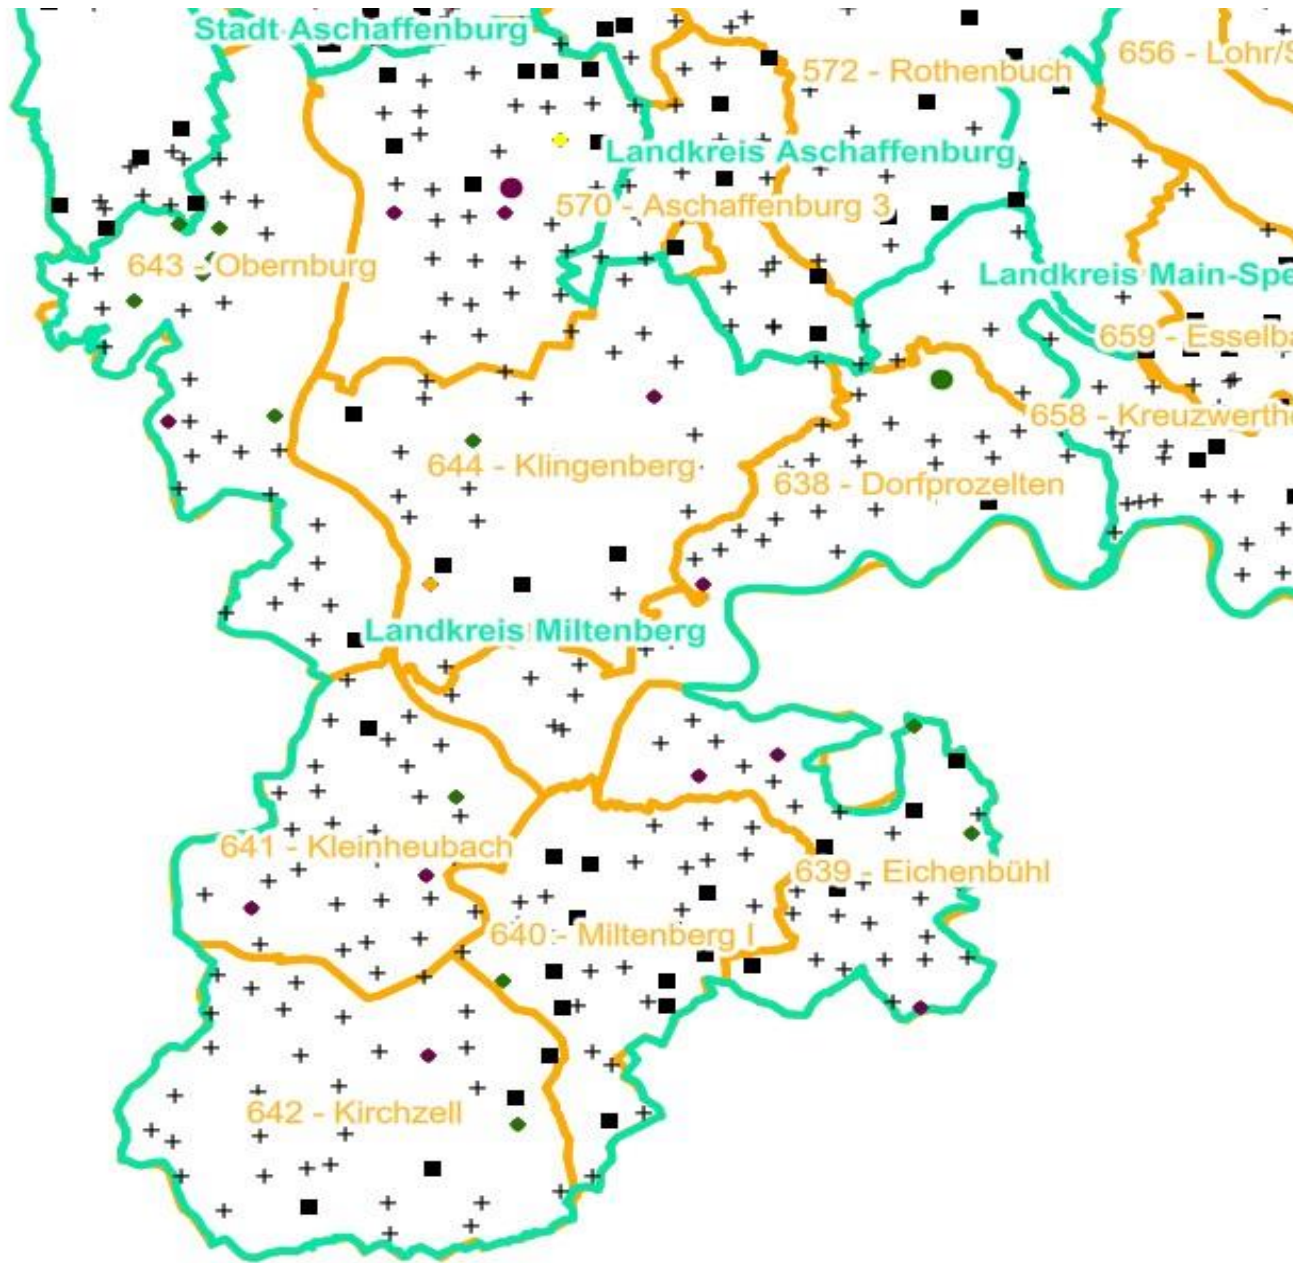 Stadt Aschaffenburg
656 - Lohr/S
572 - Rothenbuch
Landkreis Aschaffenburg
570 - Aschaffenburg 3
643 - Obernburg
Landkreis Main-Spe
659 - Esselba
658 - Kreuzwerthe
644 - Klingenberg
638 - Dorfprozelten
Landkreis Miltenberg
641 - Kleinheubach
639 - Eichenbühl
640 - Miltenberg I
642 - Kirchzell